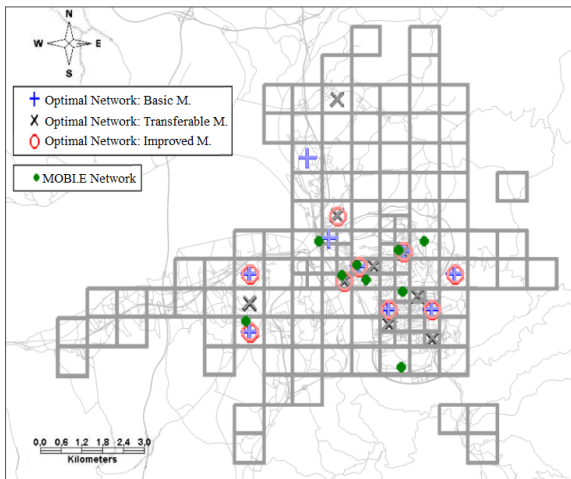 N
W E
S
Optimal Network: Basic M.
Optimal Network: Transferable M.
Optimal Network: Improved M.
MOBILE Network
0,0 0,6 1,2 1,8 2,4 3,0
Kilometers